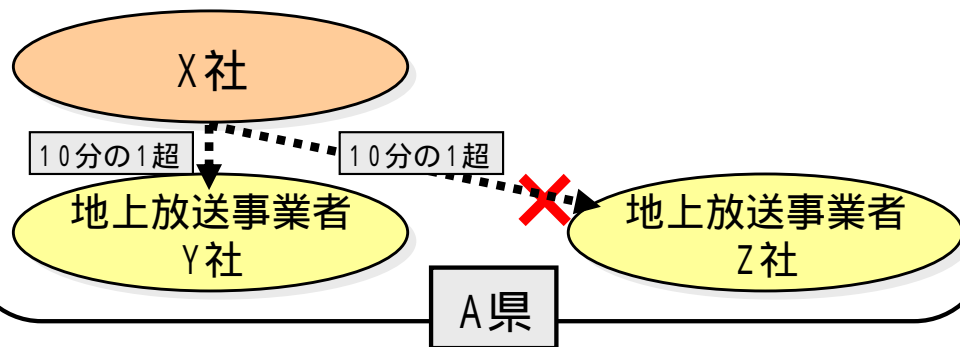 X社
10分の1超
10分の1超
地上放送事業者
Y社
地上放送事業者
Z社
A県